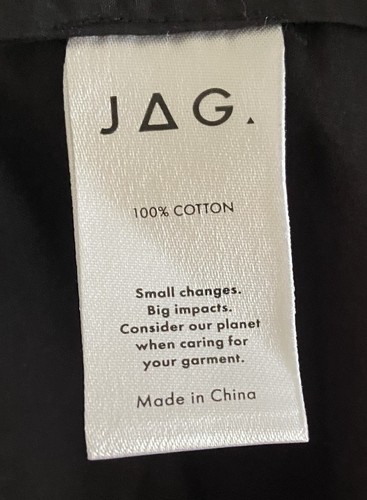 JAG.
100% COTTON
Small changes.
Big impacts.
Consider our planet
when caring for
your garment.
Made in China